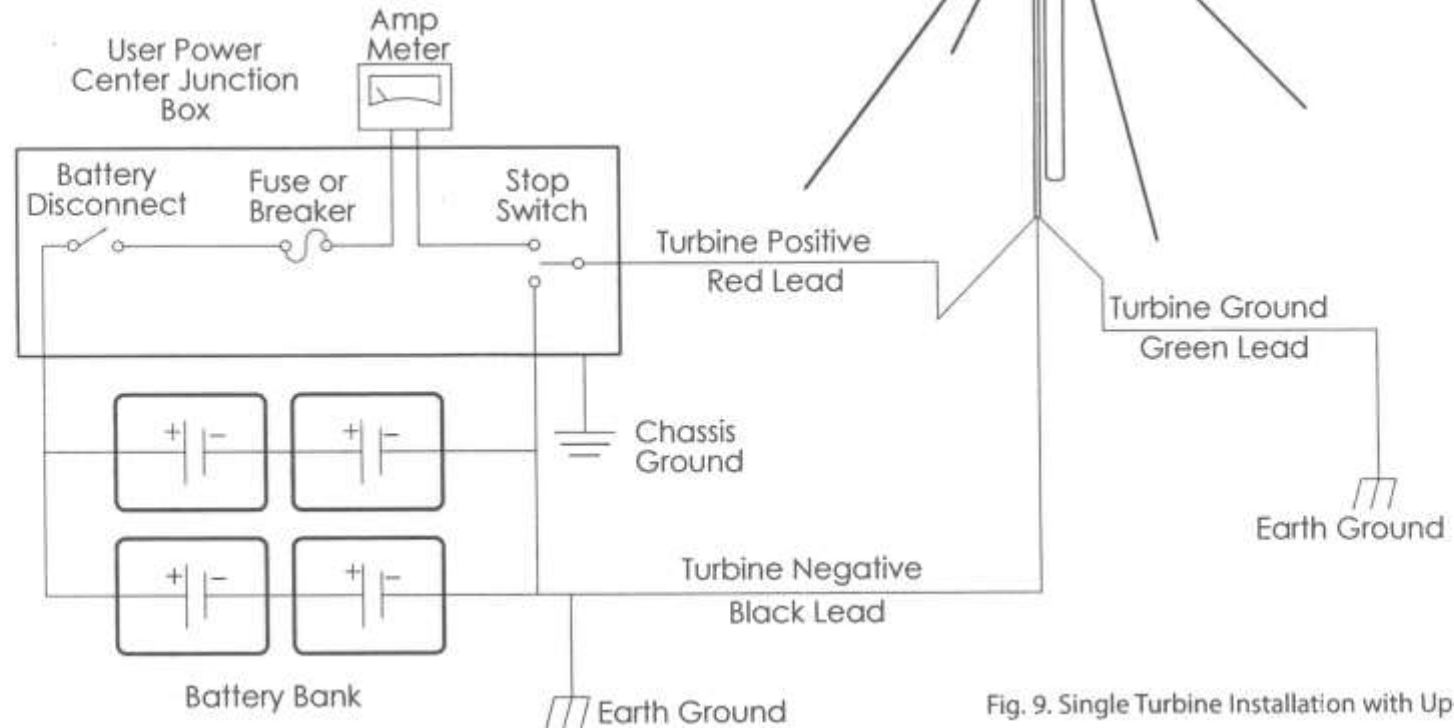 Amp
Meter
User Power
Center Junction
Box
Battery
Disconnect
Fuse or
Breaker
Stop
Switch
Turbine Positive
Red Lead
Turbine Ground
Green Lead
Chassis
Ground
Earth Ground
+ − + −
+ − + −
Turbine Negative
Black Lead
Battery Bank
Earth Ground
Fig. 9. Single Turbine Installation with Up